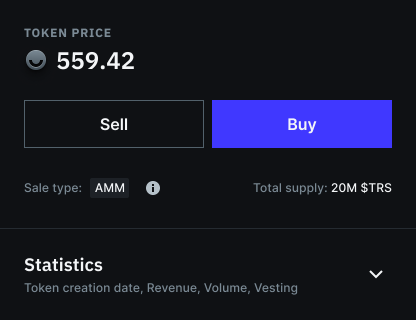 TOKEN PRICE
559.42
Sell
Buy
Sale type: AMM
Total supply: 20M $TRS
Statistics
Token creation date, Revenue, Volume, Vesting